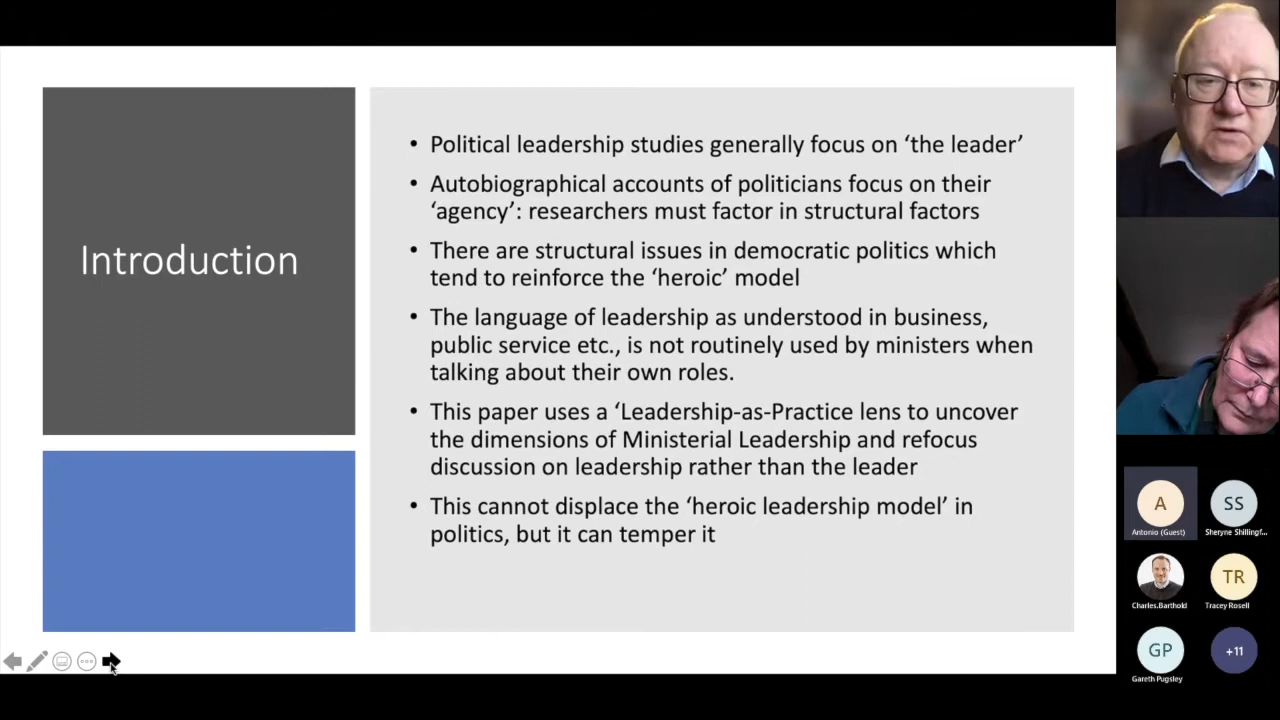 Introduction
• Political leadership studies generally focus on ‘the leader’
• Autobiographical accounts of politicians focus on their
‘agency’: researchers must factor in structural factors
• There are structural issues in democratic politics which
tend to reinforce the ‘heroic’ model
• The language of leadership as understood in business,
public service etc., is not routinely used by ministers when
talking about their own roles.
• This paper uses a ‘Leadership-as-Practice lens to uncover
the dimensions of Ministerial Leadership and refocus
discussion on leadership rather than the leader
• This cannot displace the ‘heroic leadership model’ in
politics, but it can temper it
A
SS
Antonio (Guest)
Sheryne Shillingf...
TR
Charles.Barthold
Tracey Rosell
GP
+11
Gareth Pugsley